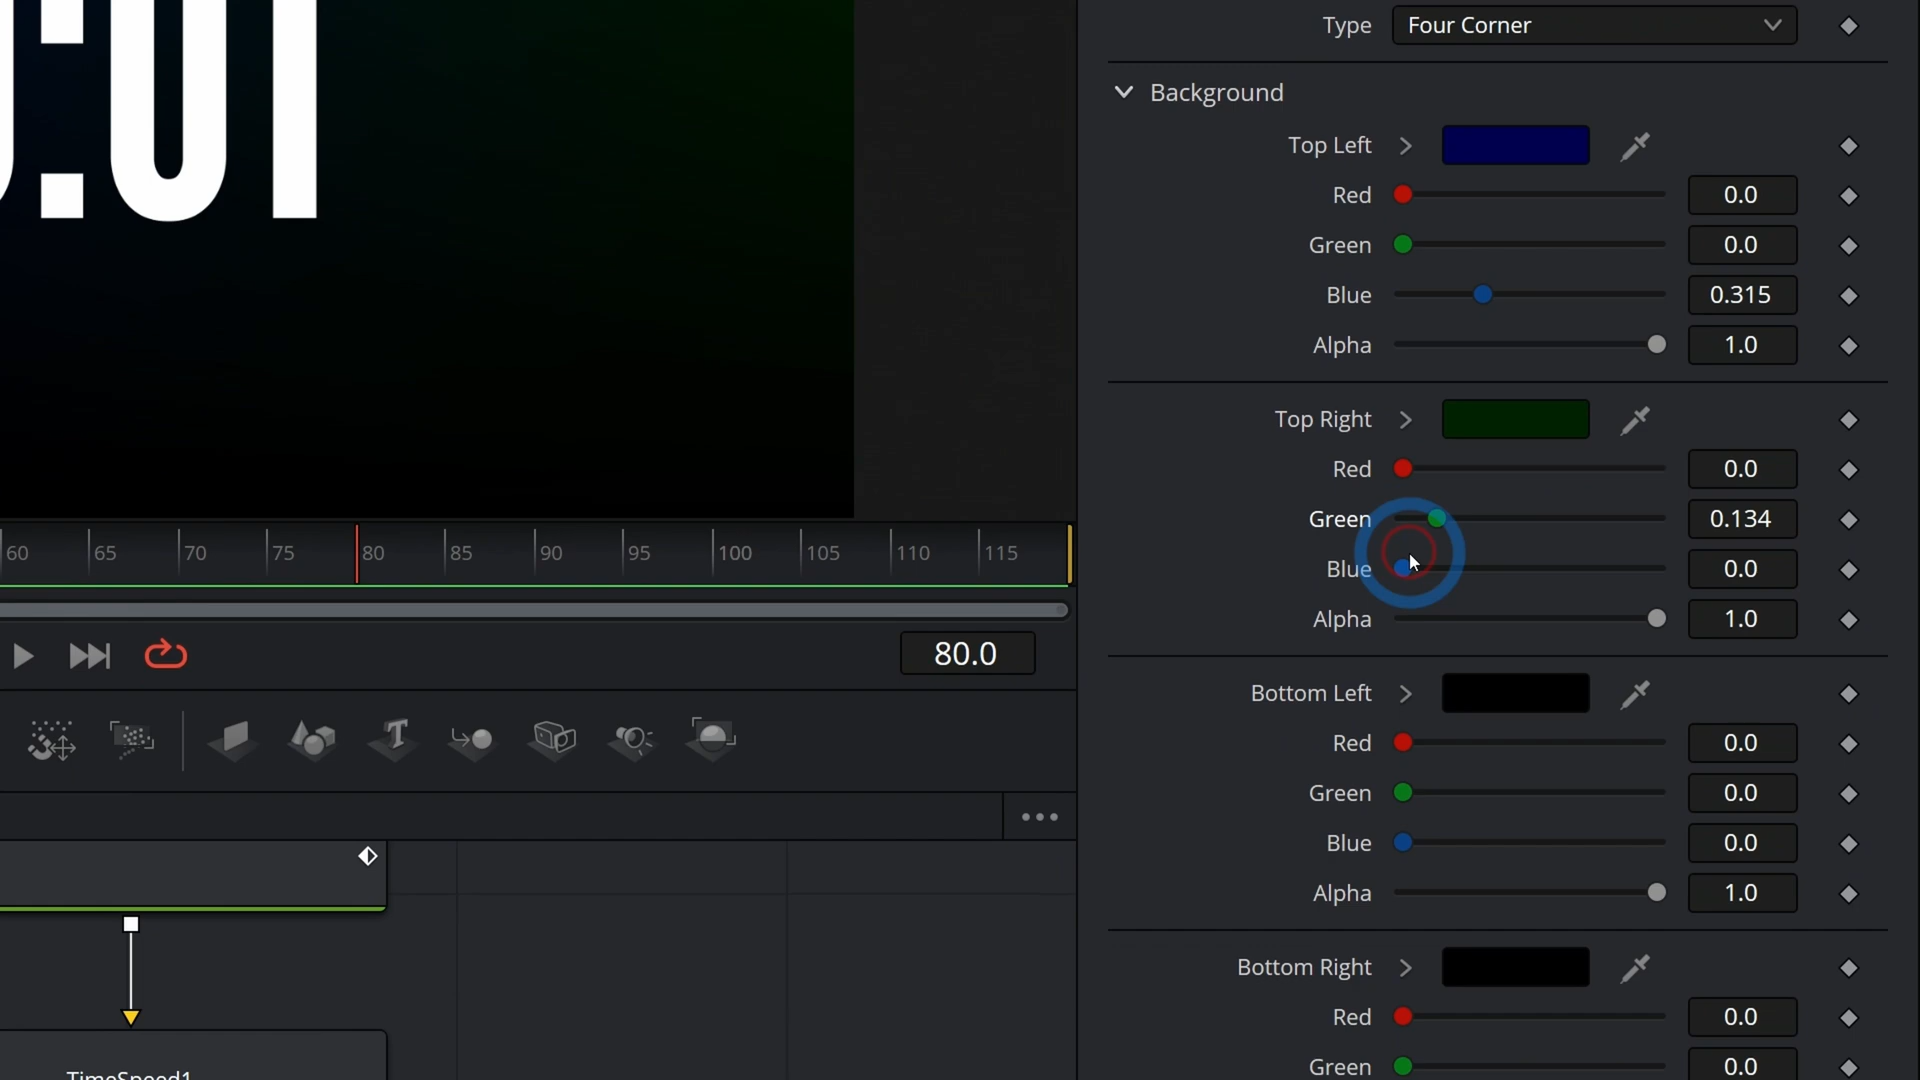 :01
Type Four Corner
Background
Top Left
Red 0.0
Green 0.0
Blue 0.315
Alpha 1.0
Top Right
Red 0.0
Green 0.134
Blue 0.0
Alpha 1.0
60 65 70 75 80 85 90 95 100 105 110 115
80.0
Bottom Left
Red 0.0
Green 0.0
Blue 0.0
Alpha 1.0
Bottom Right
Red 0.0
Green 0.0
TimeSpeed1